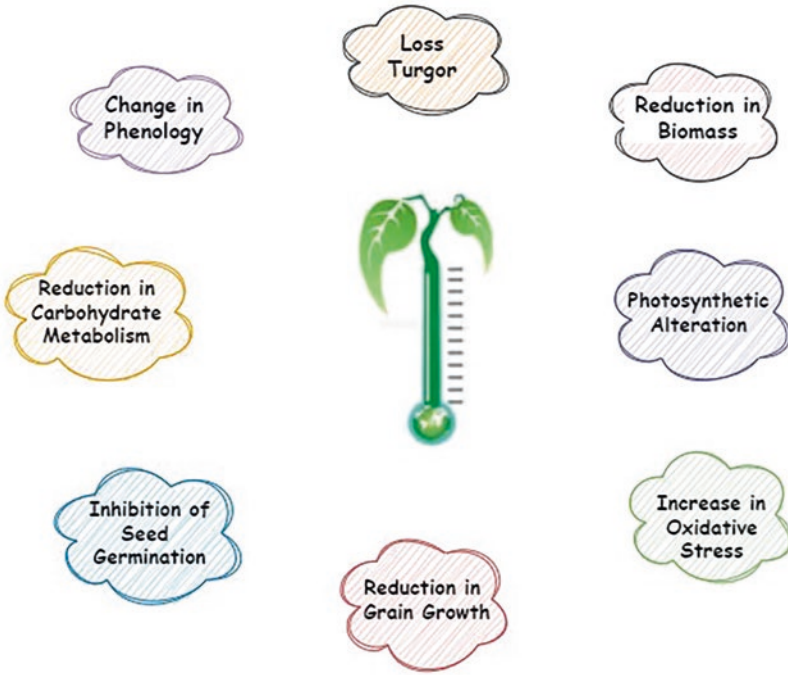 Loss
Turgor
Change in
Phenology
Reduction in
Biomass
Reduction in
Carbohydrate
Metabolism
Photosynthetic
Alteration
Inhibition of
Seed
Germination
Increase in
Oxidative
Stress
Reduction in
Grain Growth